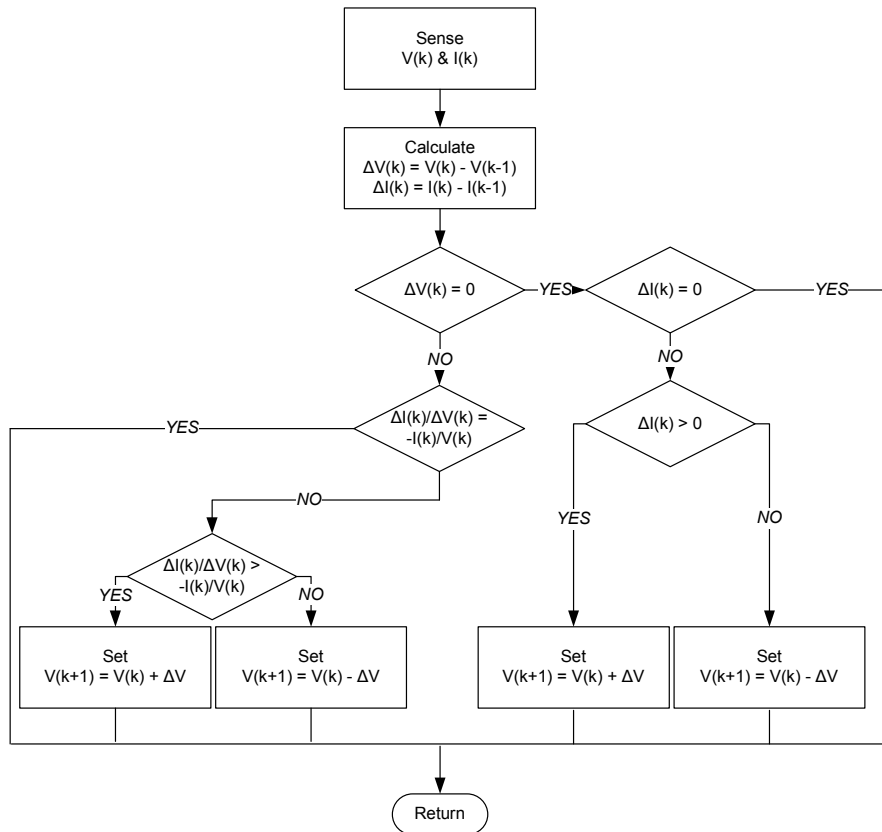 Sense
V(k) & I(k)
Calculate
ΔV(k) = V(k) - V(k-1)
ΔI(k) = I(k) - I(k-1)
ΔV(k) = 0
YES
ΔI(k) = 0
YES
NO
NO
ΔI(k)/ΔV(k) =
-I(k)/V(k)
YES
ΔI(k) > 0
NO
YES
NO
ΔI(k)/ΔV(k) >
-I(k)/V(k)
YES
NO
Set
V(k+1) = V(k) + ΔV
Set
V(k+1) = V(k) - ΔV
Set
V(k+1) = V(k) + ΔV
Set
V(k+1) = V(k) - ΔV
Return